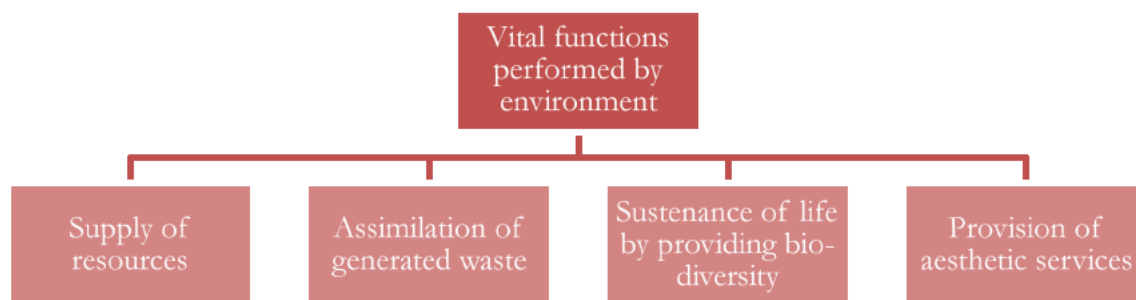 Vital functions
performed by
environment
Supply of
resources
Assimilation of
generated waste
Sustenance of life
by providing bio-
diversity
Provision of
aesthetic services